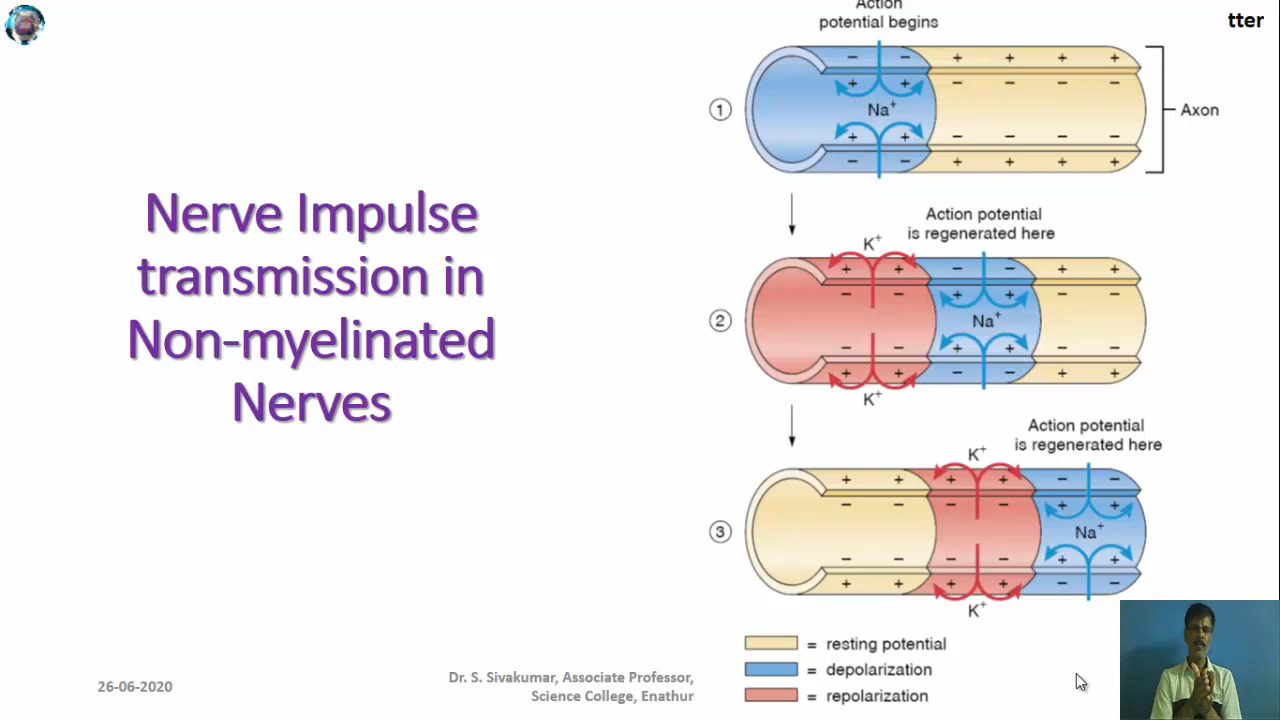 tter
Nerve Impulse
transmission in
Non-myelinated
Nerves
Action
potential begins
- - + + + +
+ + - - - -
1
Na+
Axon
+ + - - - -
- - + + + +
Action potential
is regenerated here
K+
+ + - - + +
- - + + - -
2
Na+
- - + + - -
+ + - - + +
K+
Action potential
is regenerated here
K+
+ + + + - -
- - - - + +
3
Na+
- - - - + +
+ + + + - -
K+
= resting potential
= depolarization
= repolarization
26-06-2020
Dr. S. Sivakumar, Associate Professor,
Science College, Enathur